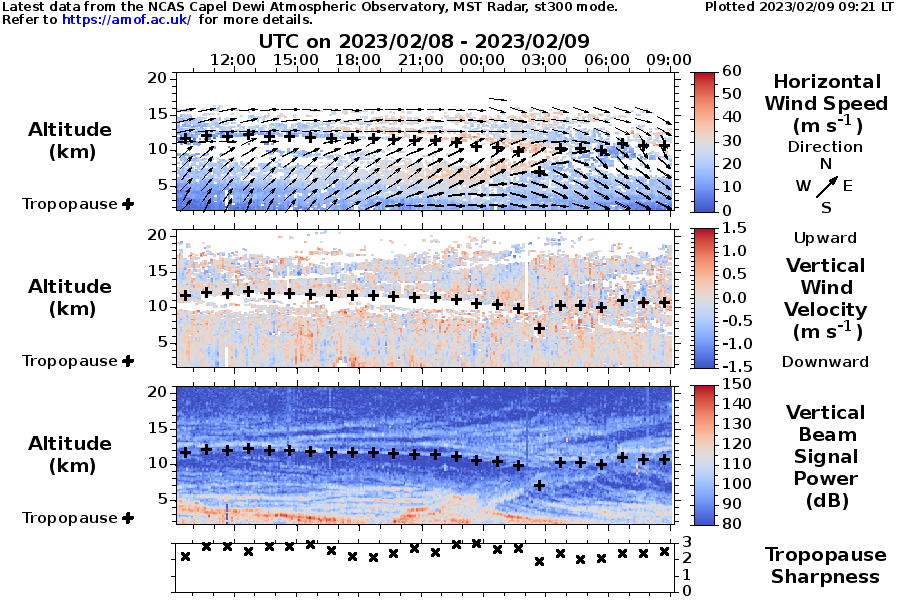 Latest data from the NCAS Capel Dewi Atmospheric Observatory, MST Radar, st300 mode.
Plotted 2023/02/09 09:21 LT
Refer to https://amof.ac.uk/ for more details.
UTC on 2023/02/08 - 2023/02/09
12:00 15:00 18:00 21:00 00:00 03:00 06:00 09:00
Altitude
(km)
Tropopause
20
15
10
5
60
50
40
30
20
10
0
Horizontal
Wind Speed
(m s-1)
Direction
N
W E
S
Altitude
(km)
Tropopause
20
15
10
5
1.5
1.0
0.5
0.0
-0.5
-1.0
-1.5
Upward
Vertical
Wind
Velocity
(m s-1)
Downward
Altitude
(km)
Tropopause
20
15
10
5
150
140
130
120
110
100
90
80
Vertical
Beam
Signal
Power
(dB)
3
2
1
0
Tropopause
Sharpness